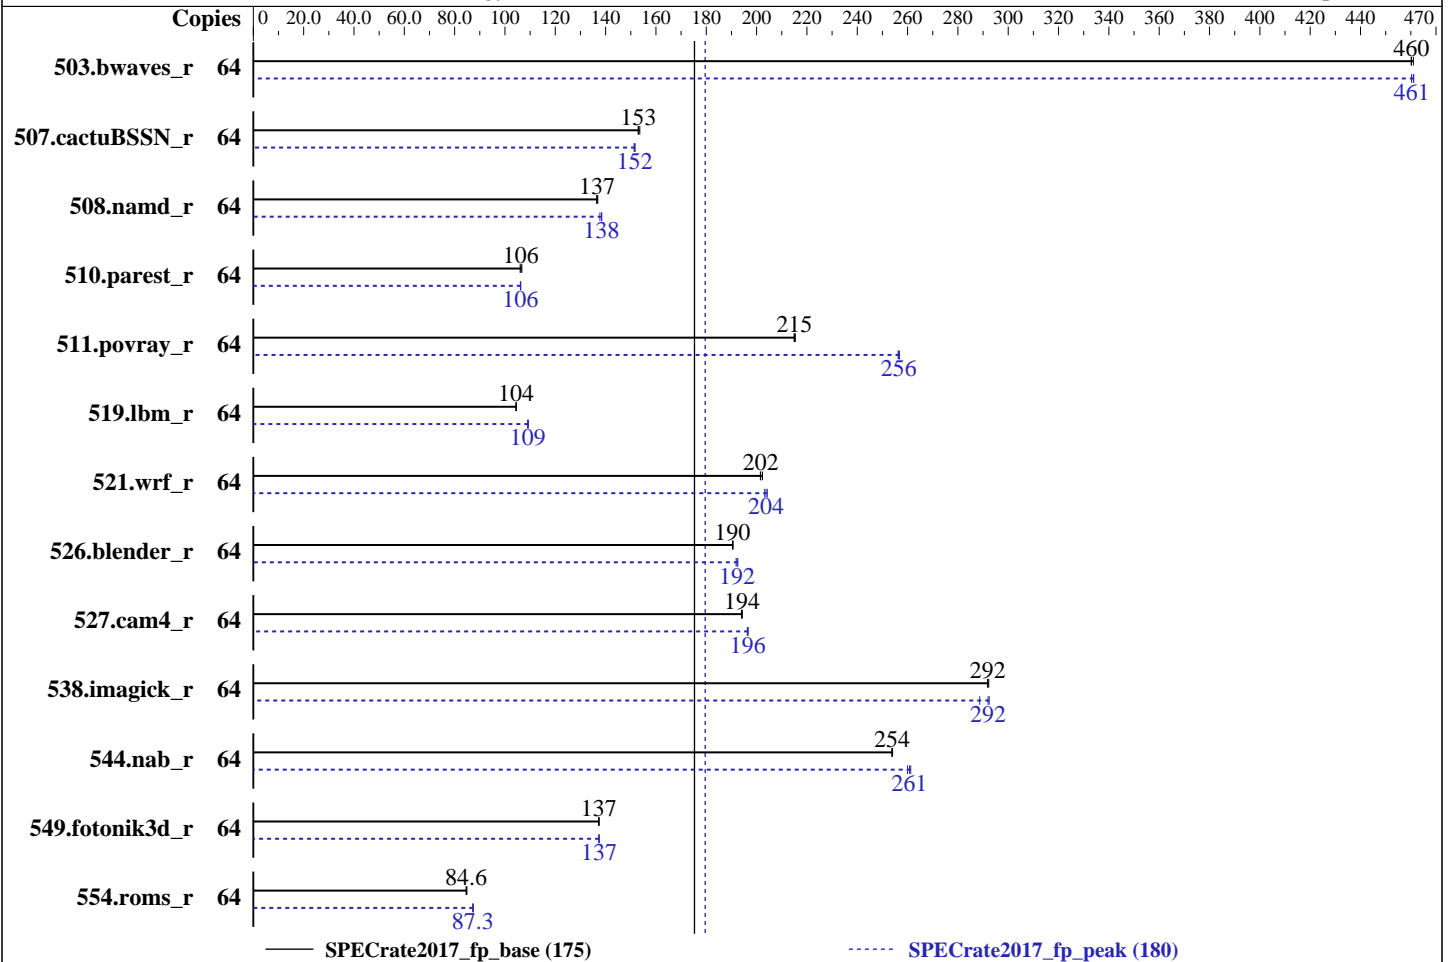 Copies 0 20.0 40.0 60.0 80.0 100 120 140 160 180 200 220 240 260 280 300 320 340 360 380 400 420 440 470
460
503.bwaves_r 64
461
153
507.cactuBSSN_r 64
152
137
508.namd_r 64
138
106
510.parest_r 64
106
215
511.povray_r 64
256
104
519.lbm_r 64
109
202
521.wrf_r 64
204
190
526.blender_r 64
192
194
527.cam4_r 64
196
292
538.imagick_r 64
292
254
544.nab_r 64
261
137
549.fotonik3d_r 64
137
84.6
554.roms_r 64
87.3
SPECrate2017_fp_base (175) SPECrate2017_fp_peak (180)